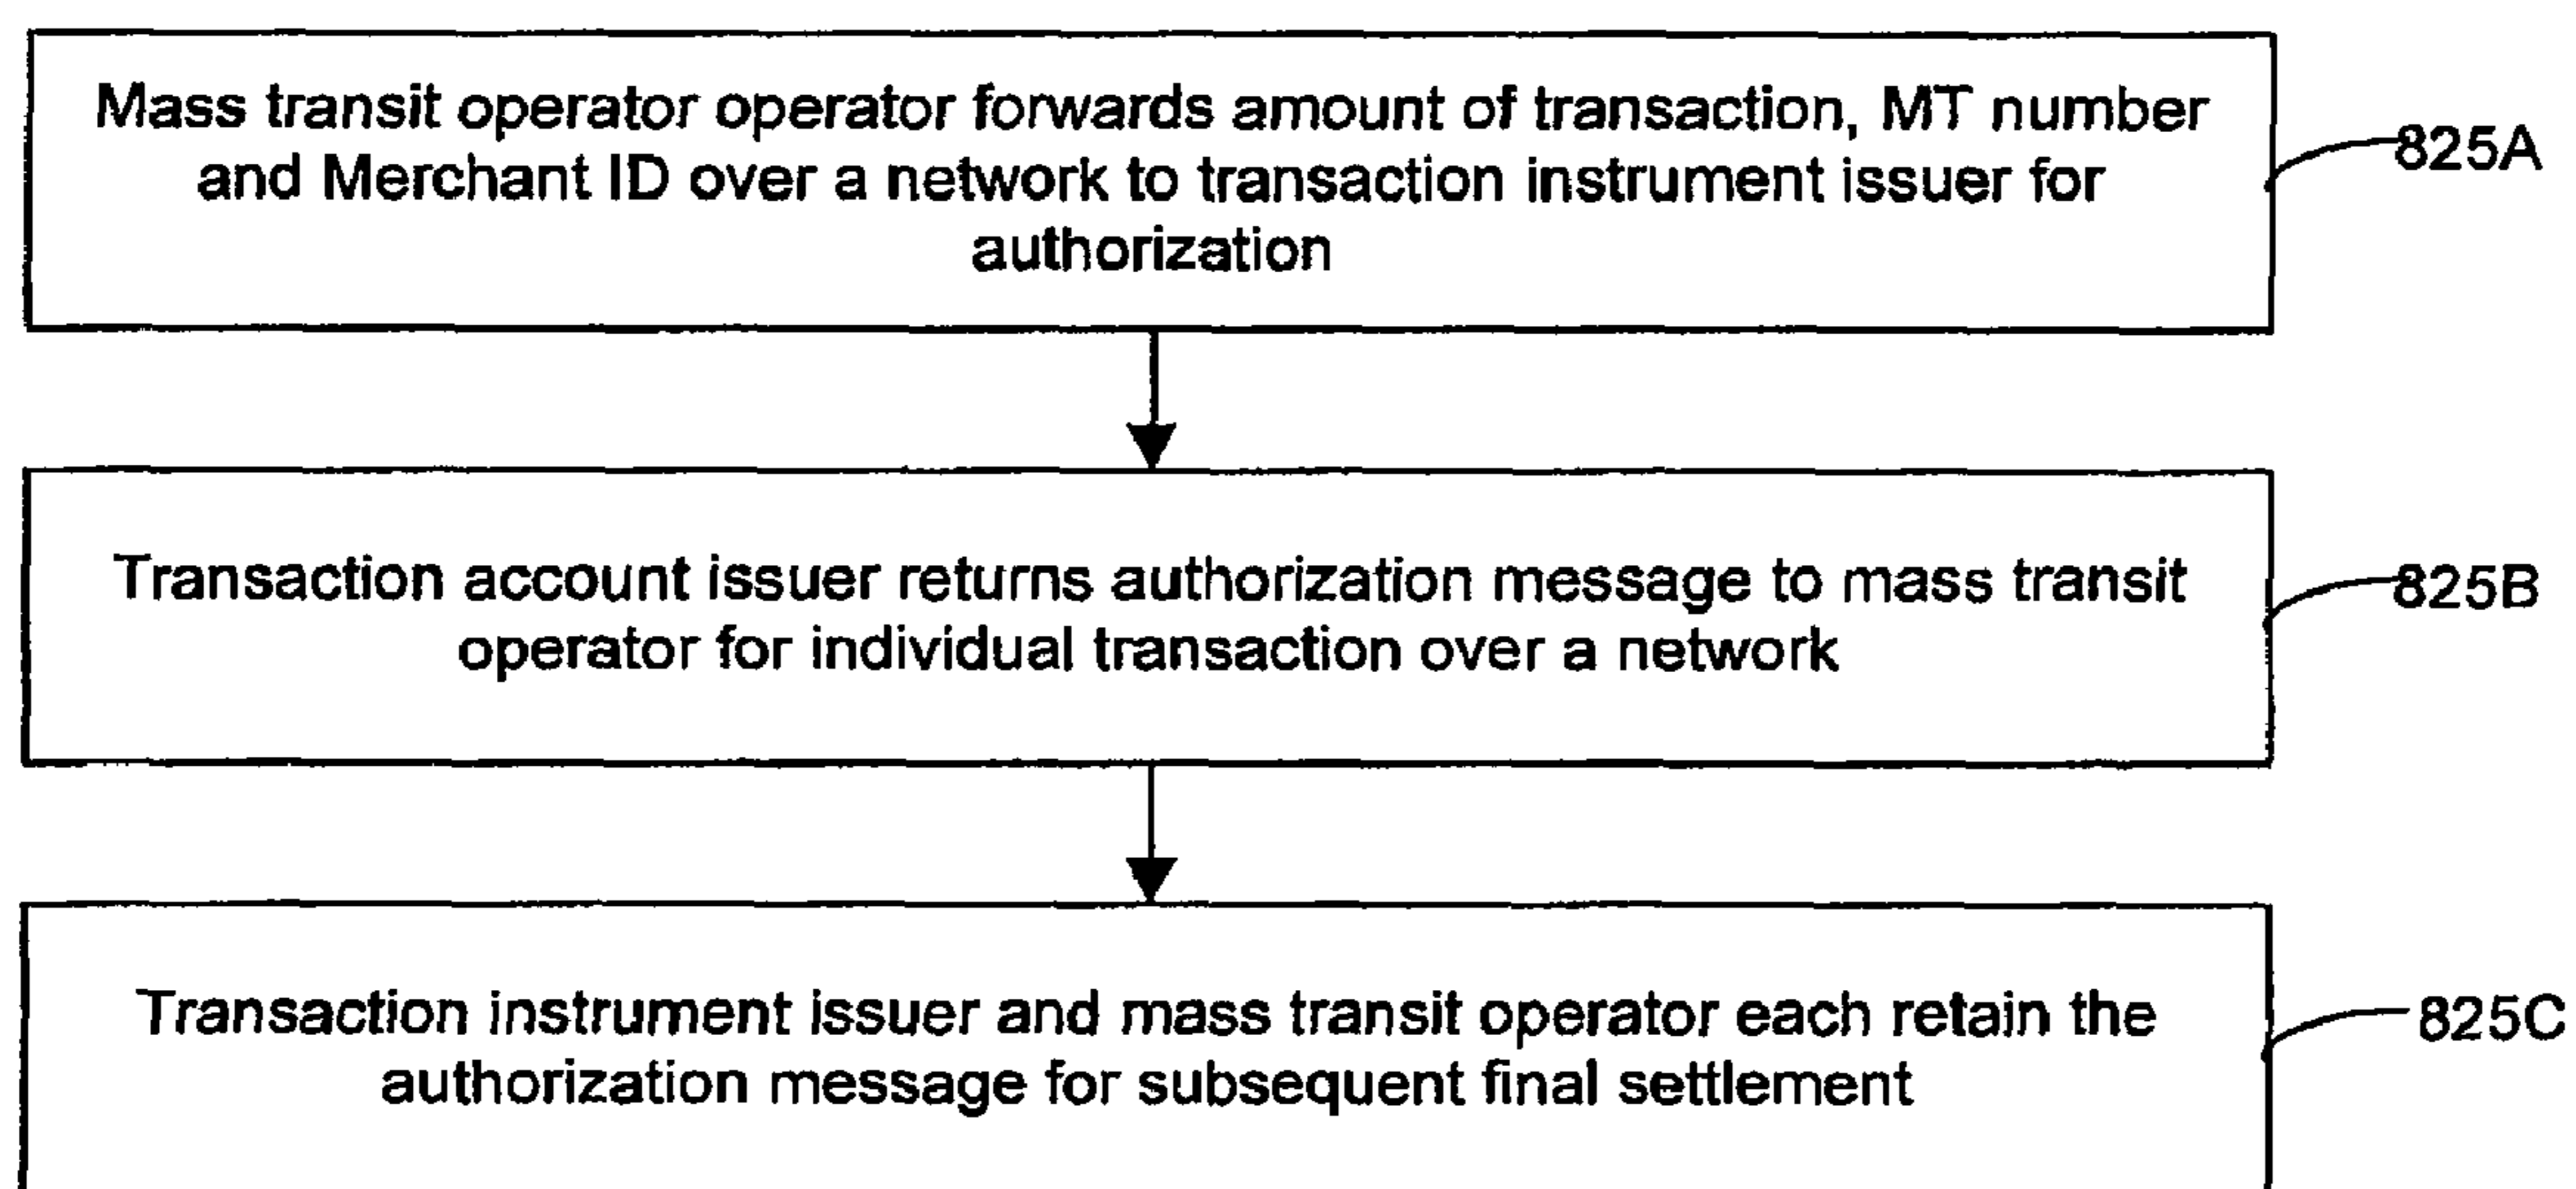 Mass transit operator operator forwards amount of transaction, MT number
and Merchant ID over a network to transaction instrument issuer for
authorization
825A
Transaction account issuer returns authorization message to mass transit
operator for individual transaction over a network
825B
Transaction instrument issuer and mass transit operator each retain the
authorization message for subsequent final settlement
825C